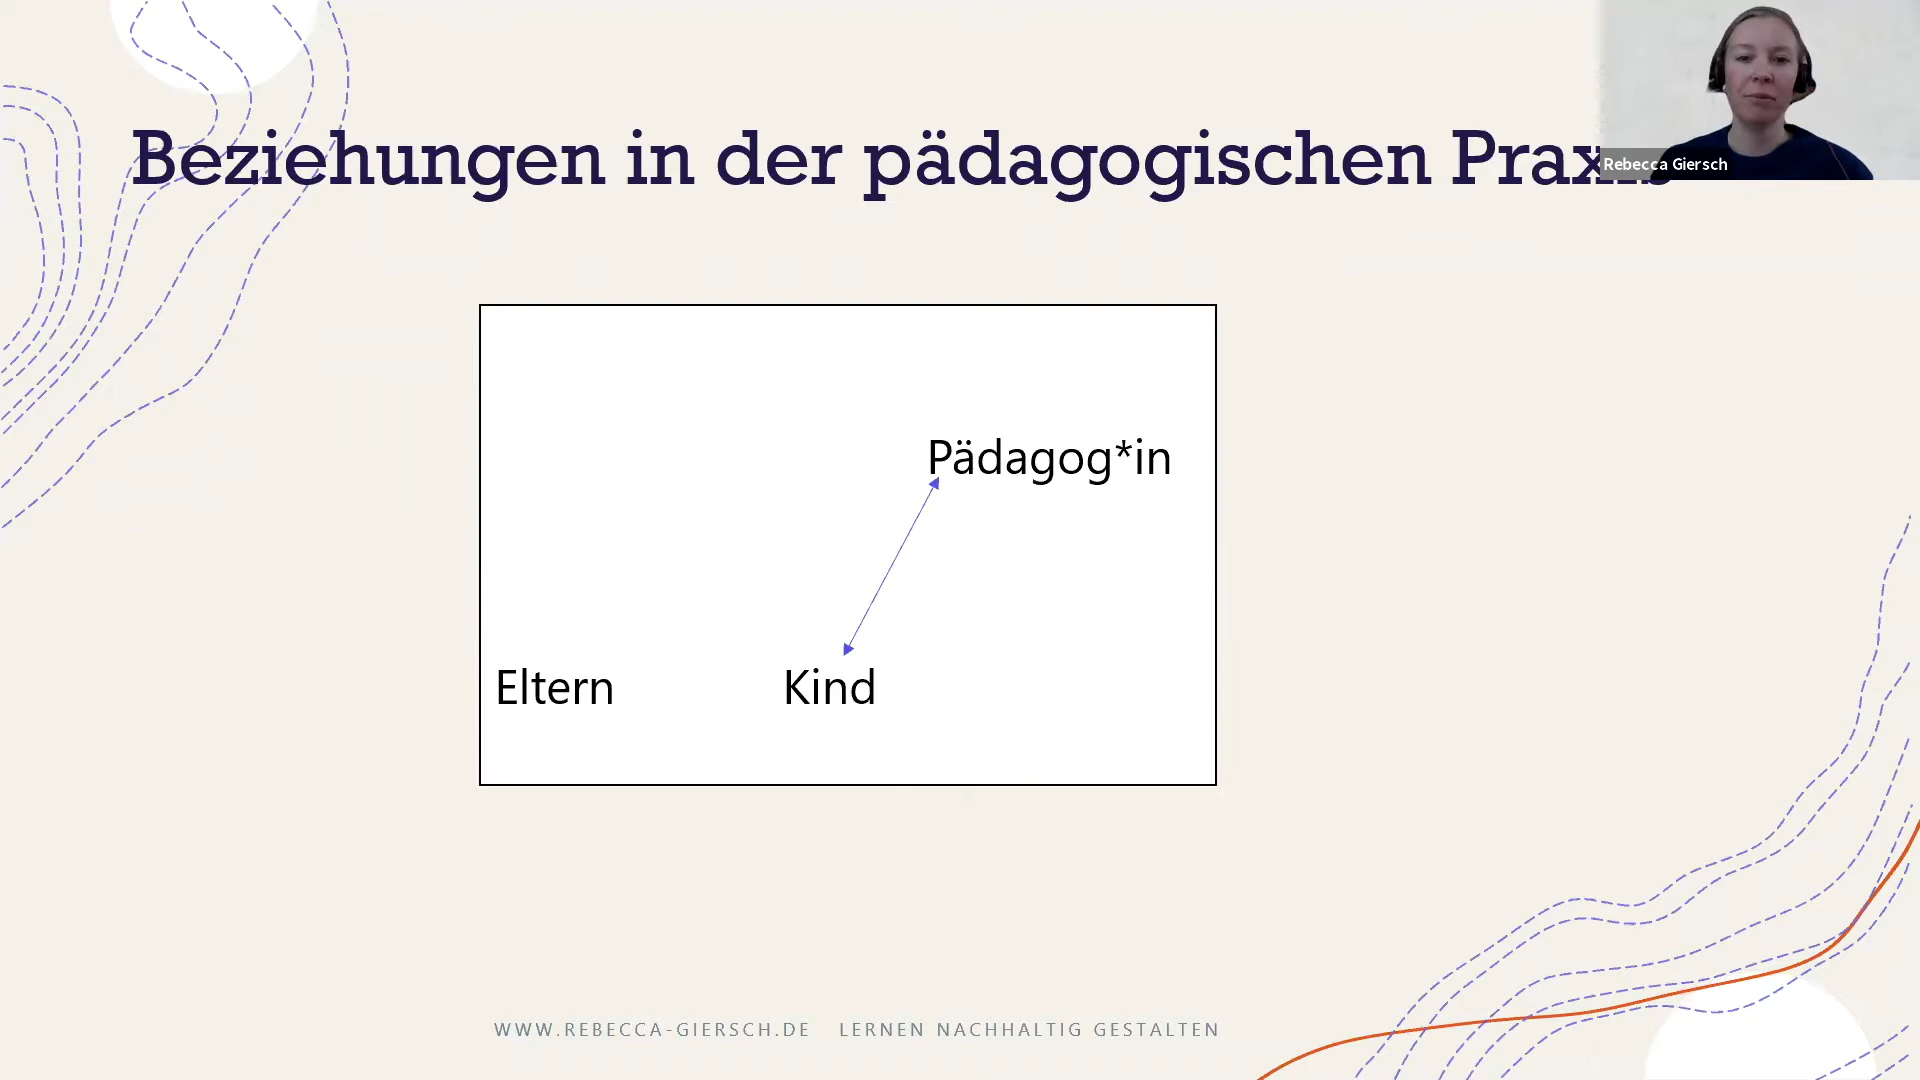 Beziehungen in der pädagogischen Praxis
Rebecca Giersch
Pädagog*in
Eltern
Kind
WWW.REBECCA-GIERSCH.DE LERNEN NACHHALTIG GESTALTEN